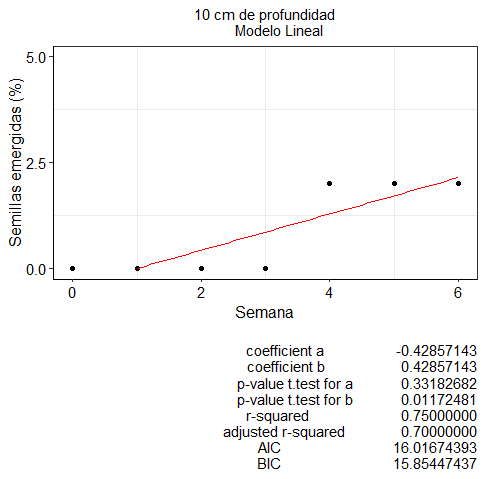 10 cm de profundidad
Modelo Lineal
Semillas emergidas (%)
5.0
2.5
0.0
0 2 4 6
Semana
coefficient a -0.42857143
coefficient b 0.42857143
p-value t.test for a 0.33182682
p-value t.test for b 0.01172481
r-squared 0.75000000
adjusted r-squared 0.70000000
AIC 16.01674393
BIC 15.85447437